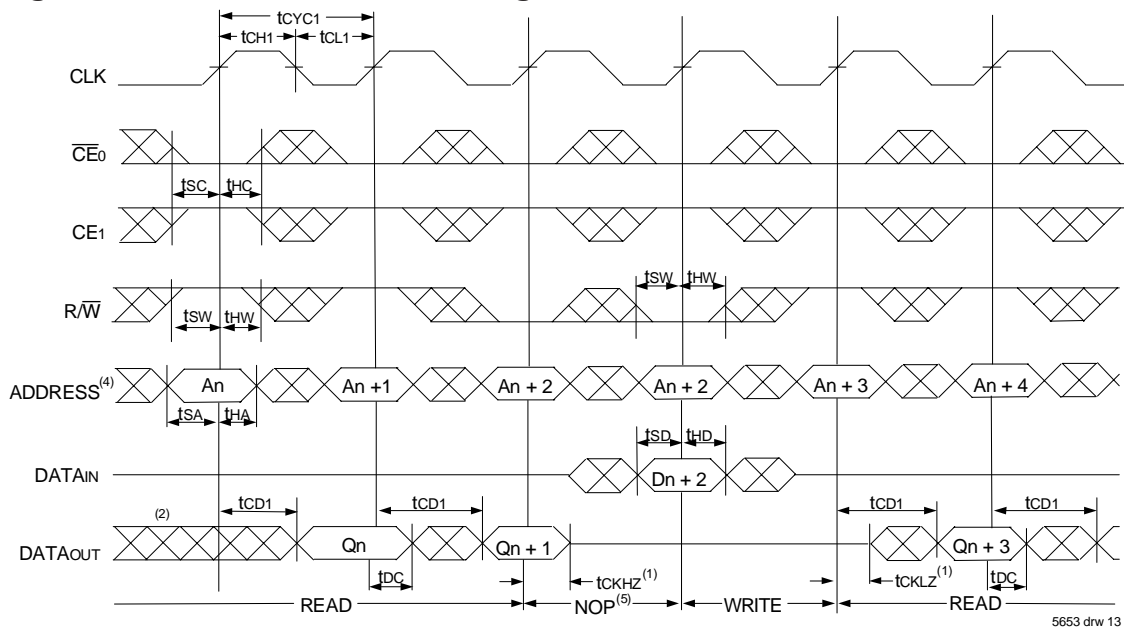 tCYC1
tCH1 tCL1
CLK
CE0
tSC tHC
CE1
tSW tHW
R/W
tSW tHW
ADDRESS(4) An An +1 An + 2 An + 2 An + 3 An + 4
tSA tHA
tSD tHD
DATAIN Dn + 2
tCD1 tCD1 tCD1 tCD1
(2)
DATAOUT Qn Qn + 1 Qn + 3
tDC tCKHZ(1) tCKLZ(1) tDC
READ NOP(5) WRITE READ
5653 drw 13